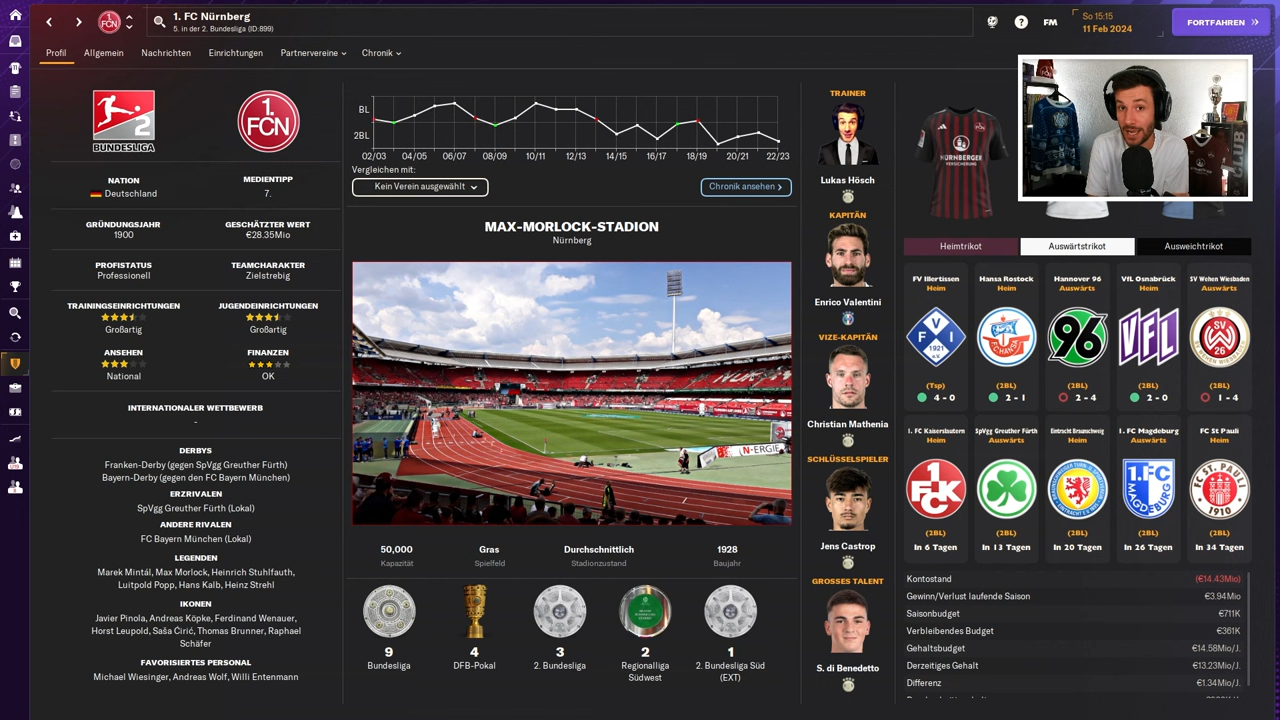 1. FC Nürnberg
5. in der 2. Bundesliga (ID:899)
So 15:15
11 Feb 2024
FORTFAHREN
FM
Profil
Allgemein
Nachrichten
Einrichtungen
Partnervereine
Chronik
BUNDESLIGA
1.
FCN
NATION
Deutschland
MEDIENTIPP
7.
GRÜNDUNGSJAHR
1900
GESCHÄTZTER WERT
€28.35Mio
PROFISTATUS
Professionell
TEAMCHARAKTER
Zielstrebig
TRAININGSEINRICHTUNGEN
Großartig
JUGENDEINRICHTUNGEN
Großartig
ANSEHEN
National
FINANZEN
OK
INTERNATIONALER WETTBEWERB
-
DERBYS
Franken-Derby (gegen SpVgg Greuther Fürth)
Bayern-Derby (gegen den FC Bayern München)
ERZRIVALEN
SpVgg Greuther Fürth (Lokal)
ANDERE RIVALEN
FC Bayern München (Lokal)
LEGENDEN
Marek Mintál, Max Morlock, Heinrich Stuhlfauth,
Luitpold Popp, Hans Kalb, Heinz Strehl
IKONEN
Javier Pinola, Andreas Köpke, Ferdinand Wenauer,
Horst Leupold, Saša Ćirić, Thomas Brunner, Raphael
Schäfer
FAVORISIERTES PERSONAL
Michael Wiesinger, Andreas Wolf, Willi Entenmann
BL
2BL
02/03 04/05 06/07 08/09 10/11 12/13 14/15 16/17 18/19 20/21 22/23
Vergleichen mit:
Kein Verein ausgewählt
Chronik ansehen
MAX-MORLOCK-STADION
Nürnberg
N-ERGIE
50,000
Kapazität
Gras
Spielfeld
Durchschnittlich
Stadionzustand
1928
Baujahr
9
Bundesliga
4
DFB-Pokal
3
2. Bundesliga
2
Regionalliga
Südwest
1
2. Bundesliga Süd
(EXT)
TRAINER
Lukas Hösch
KAPITÄN
Enrico Valentini
VIZE-KAPITÄN
Christian Mathenia
SCHLÜSSELSPIELER
Jens Castrop
GROSSES TALENT
S. di Benedetto
NÜRNBERGER
VERSICHERUNG
CLUB
Heimtrikot
Auswärtstrikot
Ausweichtrikot
FV Illertissen
Heim
(Tsp)
4 - 0
Hansa Rostock
Heim
(2BL)
2 - 1
Hannover 96
Auswärts
(2BL)
2 - 4
VfL Osnabrück
Heim
(2BL)
2 - 0
SV Wehen Wiesbaden
Auswärts
(2BL)
1 - 4
1. FC Kaiserslautern
Heim
(2BL)
In 6 Tagen
SpVgg Greuther Fürth
Auswärts
(2BL)
In 13 Tagen
Eintracht Braunschweig
Heim
(2BL)
In 20 Tagen
1. FC Magdeburg
Auswärts
(2BL)
In 26 Tagen
FC St Pauli
Heim
(2BL)
In 34 Tagen
Kontostand (€14.43Mio)
Gewinn/Verlust laufende Saison €3.94Mio
Saisonbudget €711K
Verbleibendes Budget €361K
Gehaltsbudget €14.58Mio/J.
Derzeitiges Gehalt €13.23Mio/J.
Differenz €1.34Mio/J.